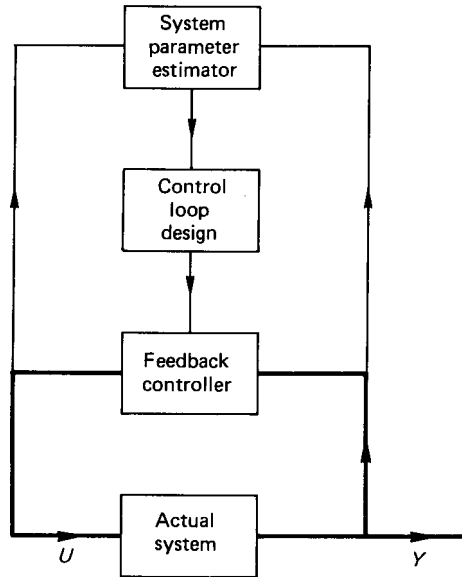 System
parameter
estimator
Control
loop
design
Feedback
controller
Actual
system
U
Y